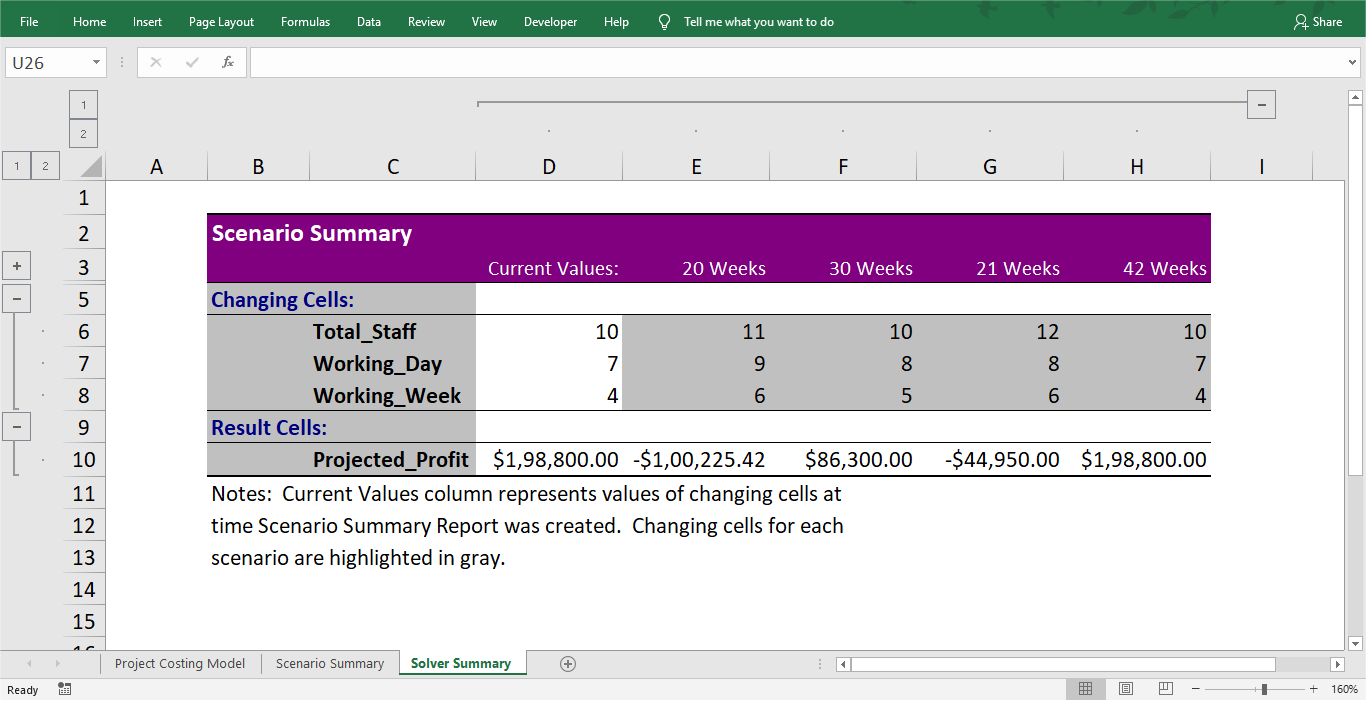 File Home Insert Page Layout Formulas Data Review View Developer Help Tell me what you want to do Share
U26 fx
1
2
1 2 A B C D E F G H I
1
2 Scenario Summary
3 Current Values: 20 Weeks 30 Weeks 21 Weeks 42 Weeks
5 Changing Cells:
6 Total_Staff 10 11 10 12 10
7 Working_Day 7 9 8 8 7
8 Working_Week 4 6 5 6 4
9 Result Cells:
10 Projected_Profit $1,98,800.00 -$1,00,225.42 $86,300.00 -$44,950.00 $1,98,800.00
11 Notes:  Current Values column represents values of changing cells at
12 time Scenario Summary Report was created.  Changing cells for each
13 scenario are highlighted in gray.
14
15
16
Project Costing Model Scenario Summary Solver Summary
Ready 160%